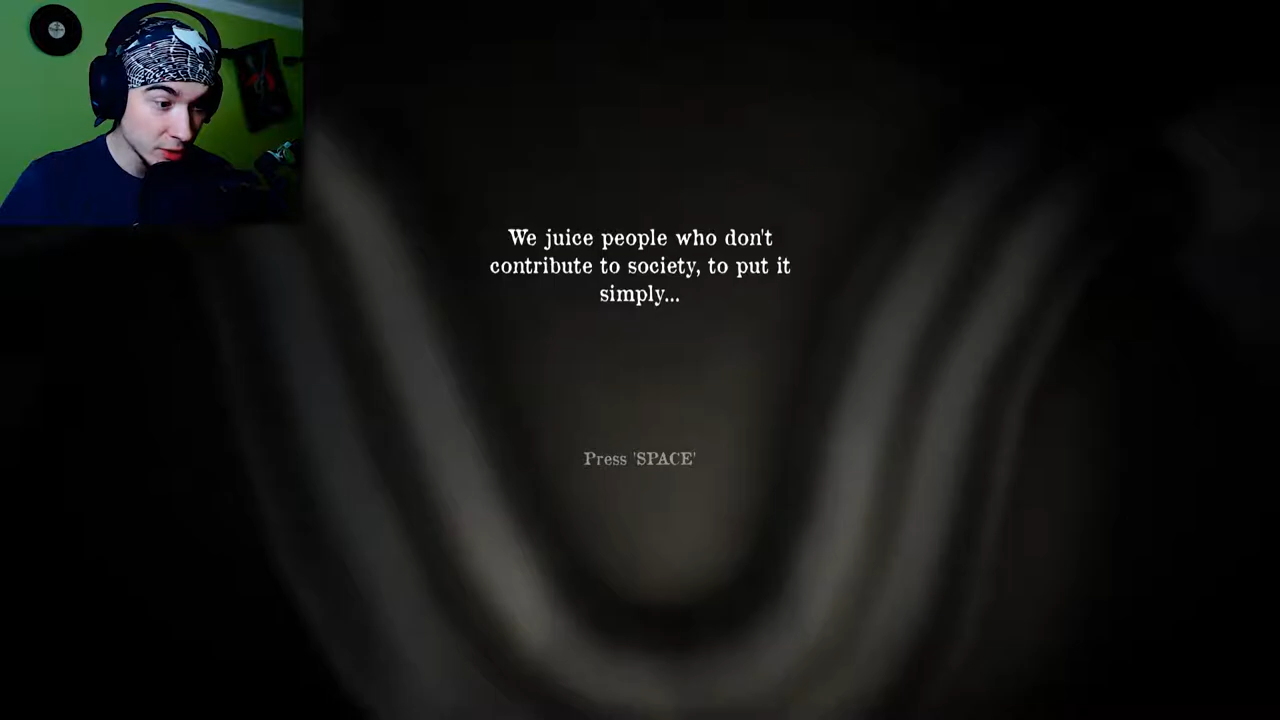 We juice people who don't
contribute to society, to put it
simply...
Press 'SPACE'